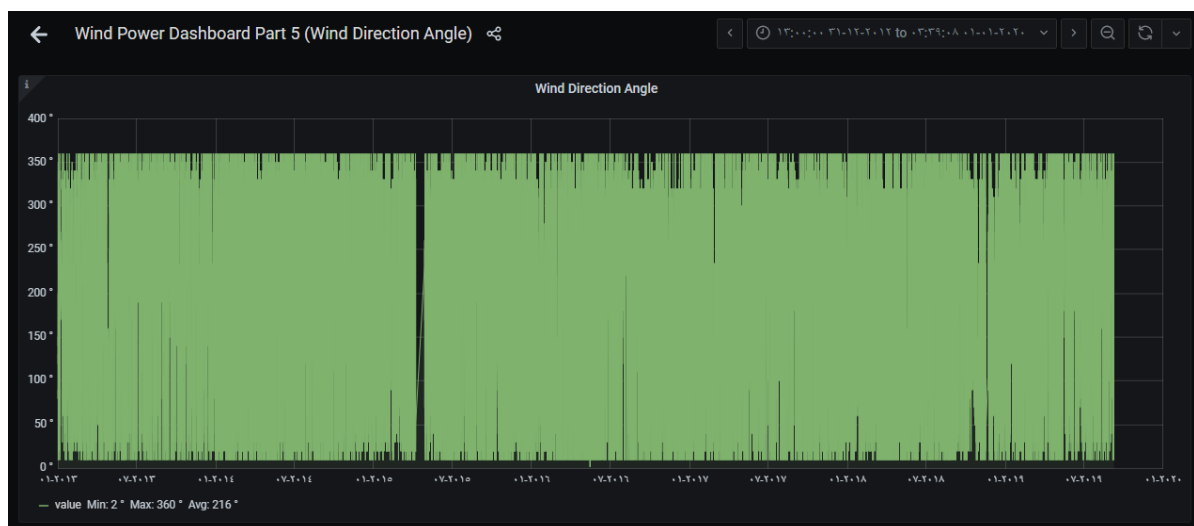 Wind Power Dashboard Part 5 (Wind Direction Angle)
١٣:٠٠:٠٠ ٣١-١٢-٢٠١٢ to ٠٣:٣٩:٠٨ ٠١-٠١-٢٠٢٠
i
Wind Direction Angle
400 °
350 °
300 °
250 °
200 °
150 °
100 °
50 °
0 °
٠١-٢٠١٣ ٠٧-٢٠١٣ ٠١-٢٠١٤ ٠٧-٢٠١٤ ٠١-٢٠١٥ ٠٧-٢٠١٥ ٠١-٢٠١٦ ٠٧-٢٠١٦ ٠١-٢٠١٧ ٠٧-٢٠١٧ ٠١-٢٠١٨ ٠٧-٢٠١٨ ٠١-٢٠١٩ ٠٧-٢٠١٩ ٠١-٢٠٢٠
value Min: 2 ° Max: 360 ° Avg: 216 °